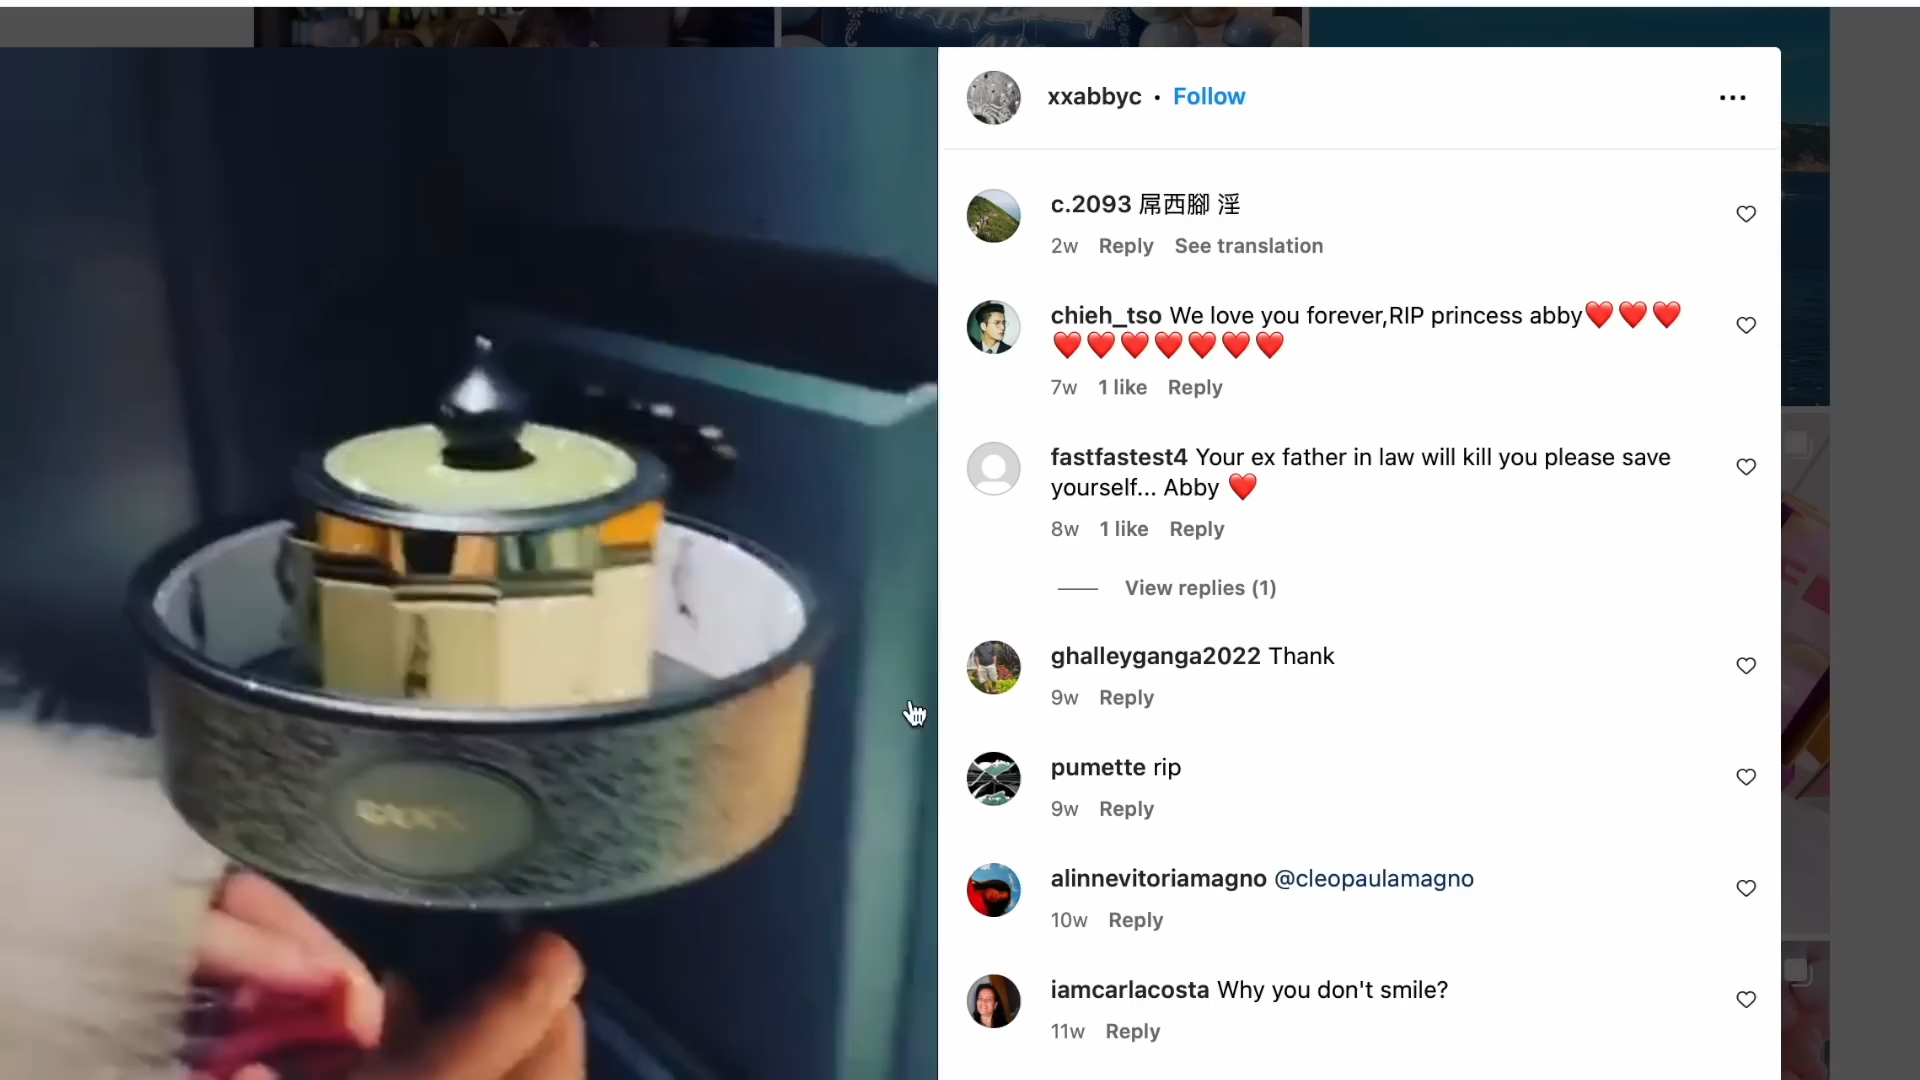 xxabbyc • Follow
c.2093 屌西腳 淫
2w Reply See translation
chieh_tso We love you forever,RIP princess abby❤️❤️❤️
❤️❤️❤️❤️❤️❤️❤️
7w 1 like Reply
fastfastest4 Your ex father in law will kill you please save
yourself... Abby ❤️
8w 1 like Reply
View replies (1)
ghalleyganga2022 Thank
9w Reply
pumette rip
9w Reply
alinnevitoriamagno @cleopaulamagno
10w Reply
iamcarlacosta Why you don't smile?
11w Reply